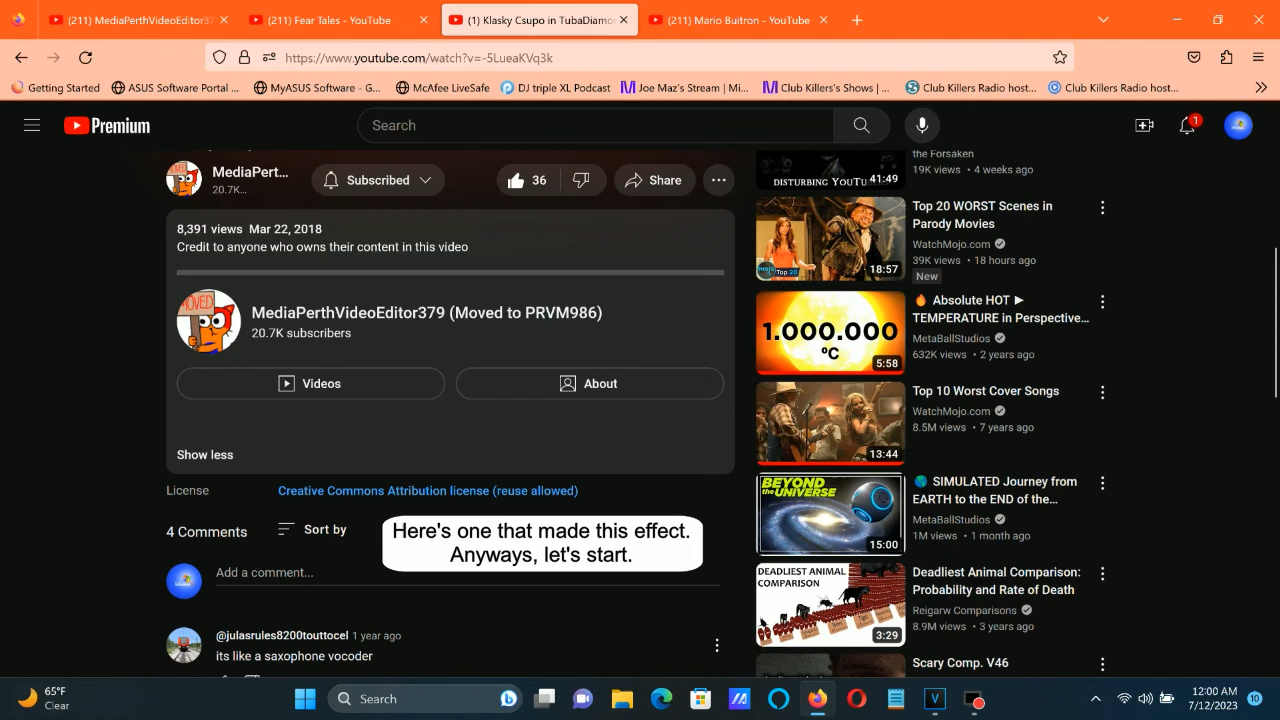 (211) MediaPerthVideoEditor37
(211) Fear Tales - YouTube
(1) Klasky Csupo in TubaDiamo
(211) Mario Buitron - YouTube
https://www.youtube.com/watch?v=-5LueaKVq3k
Getting Started
ASUS Software Portal ...
MyASUS Software - G...
McAfee LiveSafe
DJ triple XL Podcast
Joe Maz's Stream | Mi...
Club Killers's Shows | ...
Club Killers Radio host...
Club Killers Radio host...
Premium
Search
1
MOVED
MediaPert...
20.7K...
Subscribed
36
Share
8,391 views Mar 22, 2018
Credit to anyone who owns their content in this video
MOVED
MediaPerthVideoEditor379 (Moved to PRVM986)
20.7K subscribers
Videos
About
Show less
License
Creative Commons Attribution license (reuse allowed)
4 Comments
Sort by
Here's one that made this effect.
Anyways, let's start.
Add a comment...
@julasrules8200touttocel 1 year ago
its like a saxophone vocoder
DISTURBING YOUTU
41:49
the Forsaken
19K views • 4 weeks ago
Top 20
18:57
Top 20 WORST Scenes in
Parody Movies
WatchMojo.com
39K views • 18 hours ago
New
1.000.000
ºC
5:58
Absolute HOT ▶
TEMPERATURE in Perspective...
MetaBallStudios
632K views • 2 years ago
13:44
Top 10 Worst Cover Songs
WatchMojo.com
8.5M views • 7 years ago
BEYOND
the UNIVERSE
15:00
SIMULATED Journey from
EARTH to the END of the...
MetaBallStudios
1M views • 1 month ago
DEADLIEST ANIMAL
COMPARISON
3:29
Deadliest Animal Comparison:
Probability and Rate of Death
Reigarw Comparisons
8.9M views • 3 years ago
Scary Comp. V46
65°F
Clear
Search
12:00 AM
7/12/2023
10